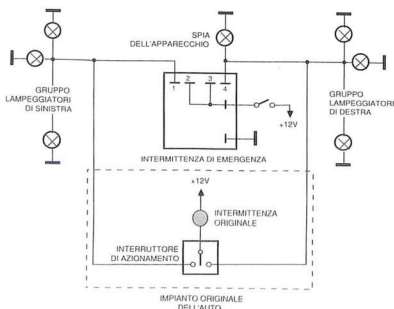 SPIA
DELL'APPARECCHIO
1
2
3
4
GRUPPO
LAMPEGGIATORI
DI SINISTRA
+12V
GRUPPO
LAMPEGGIATORI
DI DESTRA
INTERMITTENZA DI EMERGENZA
+12V
INTERMITTENZA
ORIGINALE
INTERRUTTORE
DI AZIONAMENTO
IMPIANTO ORIGINALE
DELL'AUTO